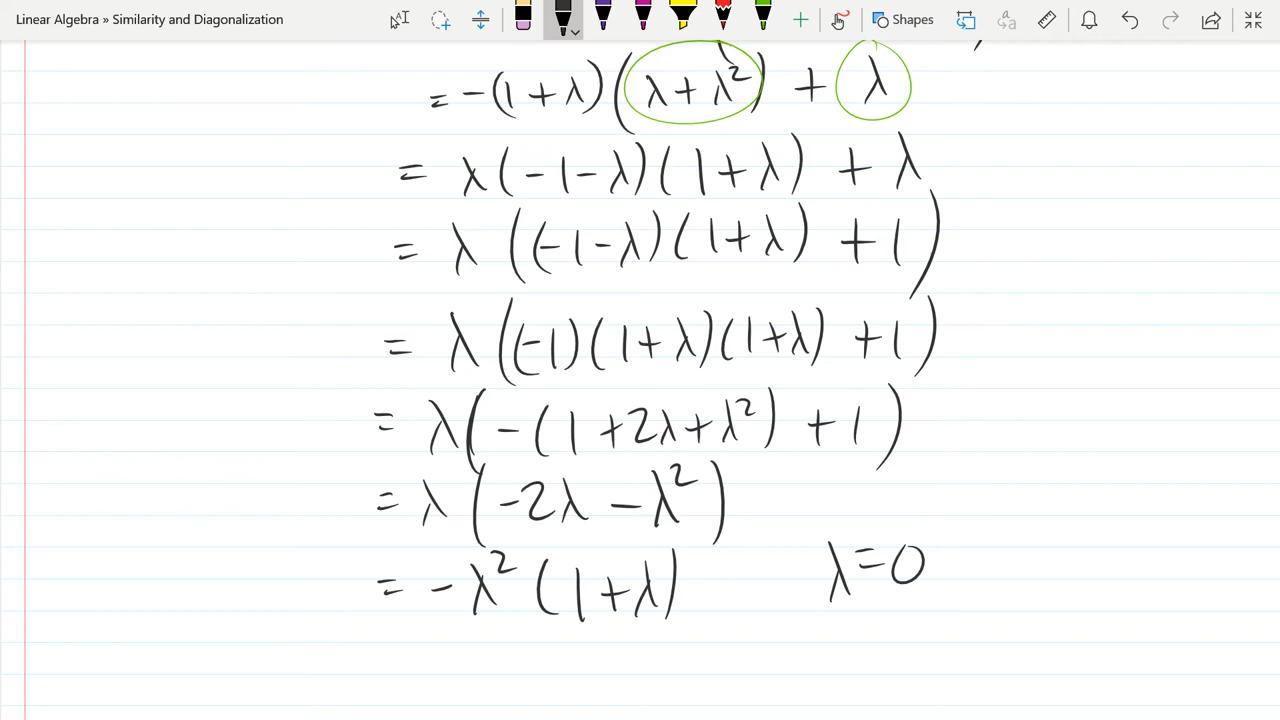 Linear Algebra » Similarity and Diagonalization
Shapes
= -(1+λ)(λ+λ²) + λ
= λ(-1-λ)(1+λ) + λ
= λ((-1-λ)(1+λ) + 1)
= λ((-1)(1+λ)(1+λ) + 1)
= λ(-(1+2λ+λ²) + 1)
= λ(-2λ - λ²)
= -λ²(1+λ) λ=0